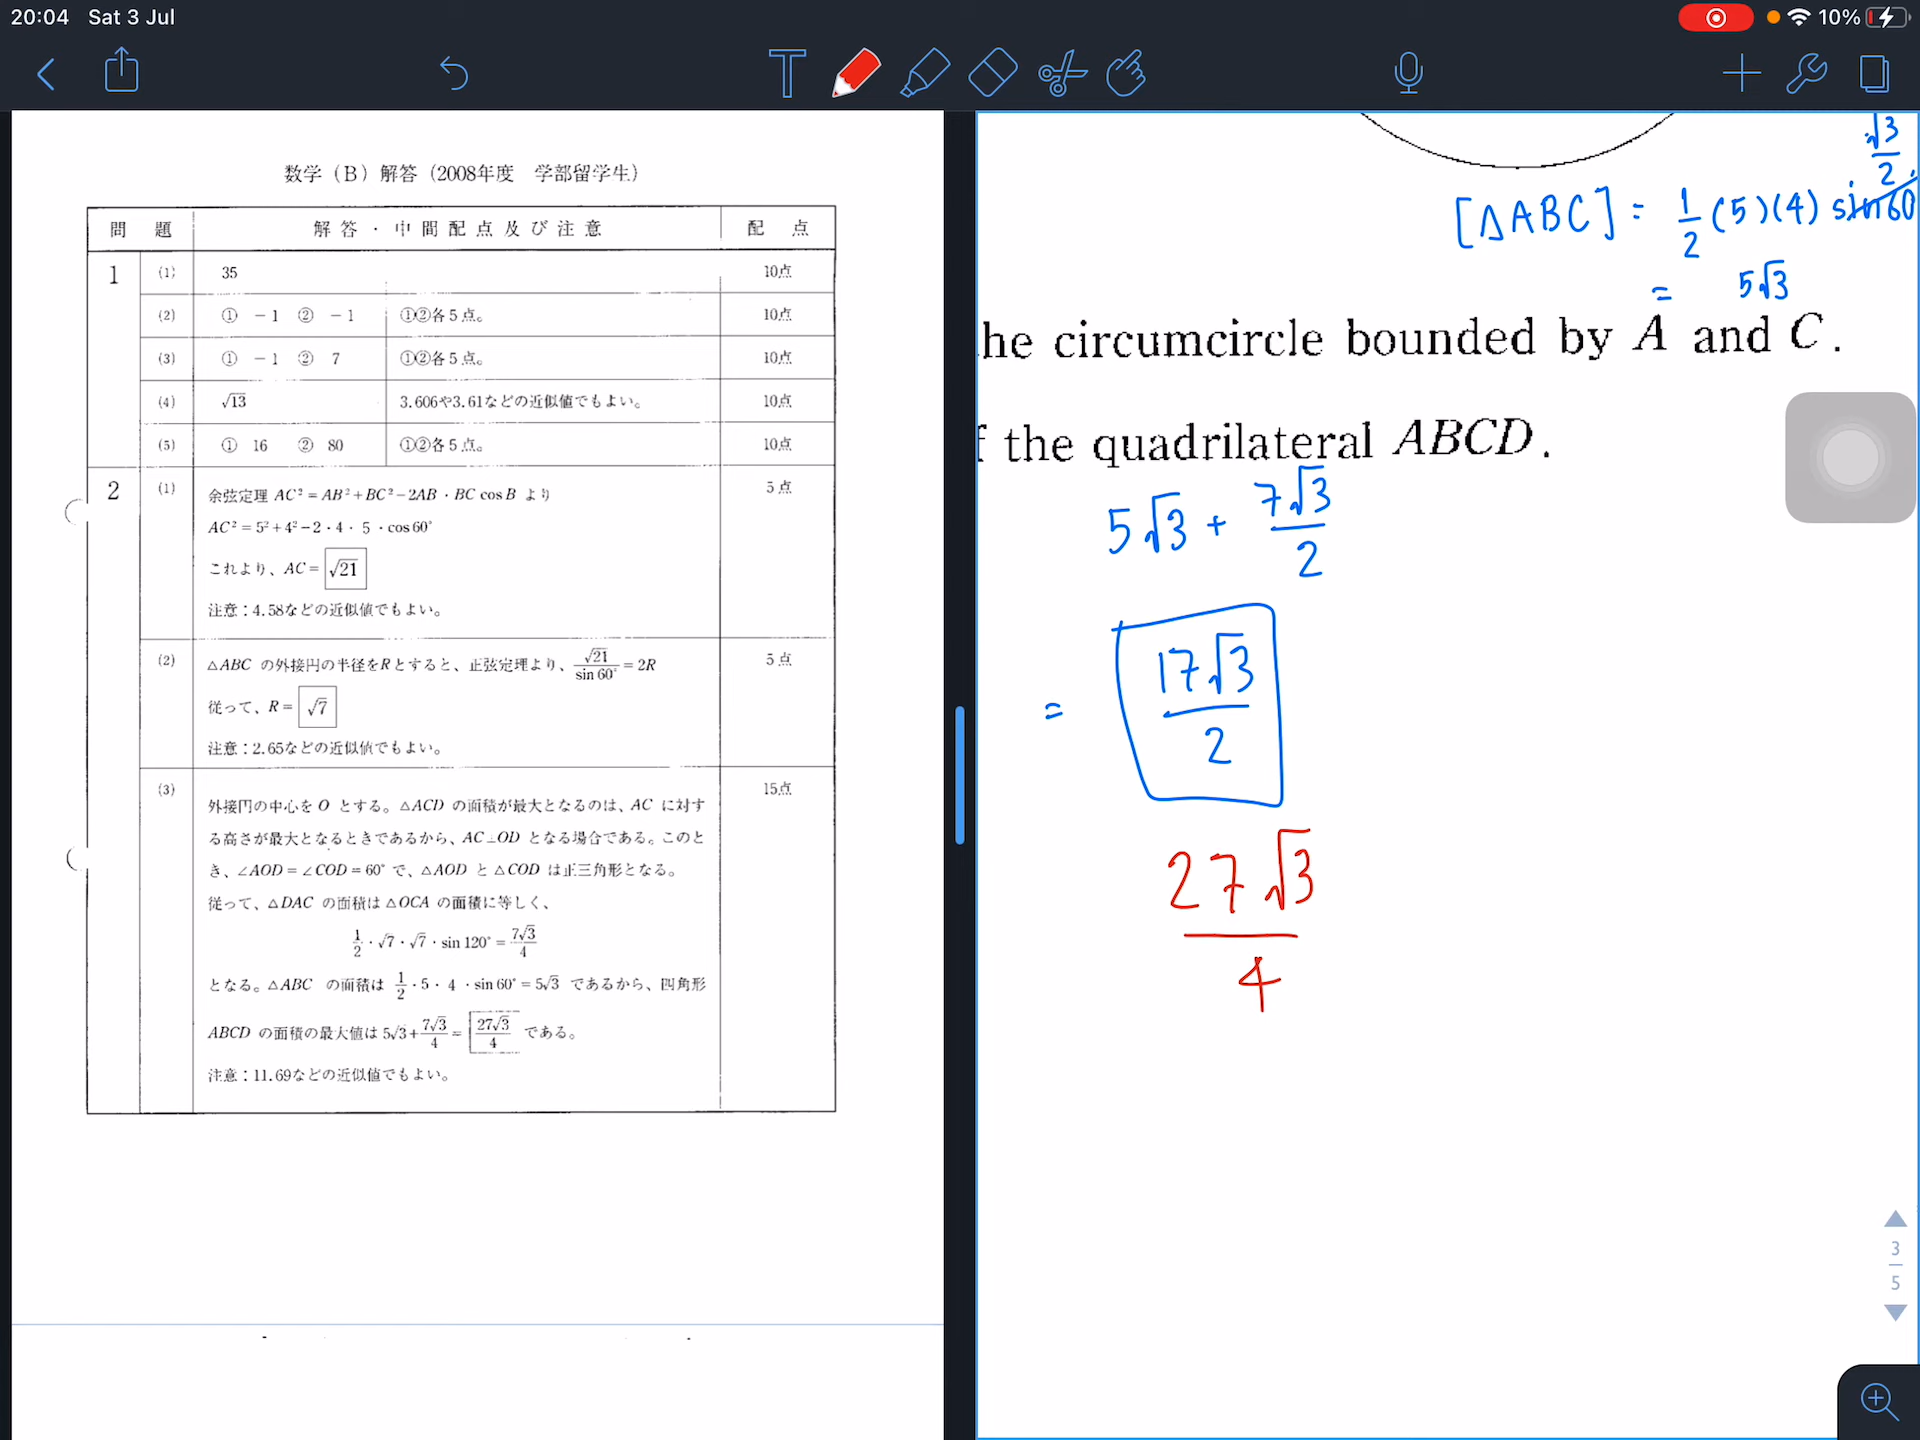 20:04 Sat 3 Jul
10%
数学（B）解答（2008年度 学部留学生）
問 題 解 答 ・ 中 間 配 点 及 び 注 意 配 点
1 (1) 35 10点
(2) ① −1 ② −1 ①②各5点。 10点
(3) ① −1 ② 7 ①②各5点。 10点
(4) √13 3.606や3.61などの近似値でもよい。 10点
(5) ① 16 ② 80 ①②各5点。 10点
2 (1) 余弦定理 AC² = AB² + BC² − 2AB · BC cos B より 5点
AC² = 5² + 4² − 2 · 4 · 5 · cos 60°
これより、AC = √21
注意：4.58などの近似値でもよい。
(2) △ABC の外接円の半径をRとすると、正弦定理より、√21/sin 60° = 2R 5点
従って、R = √7
注意：2.65などの近似値でもよい。
(3) 15点
外接円の中心を O とする。△ACD の面積が最大となるのは、AC に対す
る高さが最大となるときであるから、AC⊥OD となる場合である。このと
き、∠AOD = ∠COD = 60° で、△AOD と △COD は正三角形となる。
従って、△DAC の面積は △OCA の面積に等しく、
1/2 · √7 · √7 · sin 120° = 7√3/4
となる。△ABC の面積は 1/2 · 5 · 4 · sin 60° = 5√3 であるから、四角形
ABCD の面積の最大値は 5√3 + 7√3/4 = 27√3/4 である。
注意：11.69などの近似値でもよい。
√3/2
[△ABC] = 1/2 (5)(4) sin 60
= 5√3
he circumcircle bounded by A and C.
f the quadrilateral ABCD.
5√3 + 7√3/2
= 17√3/2
27√3/4
3
5